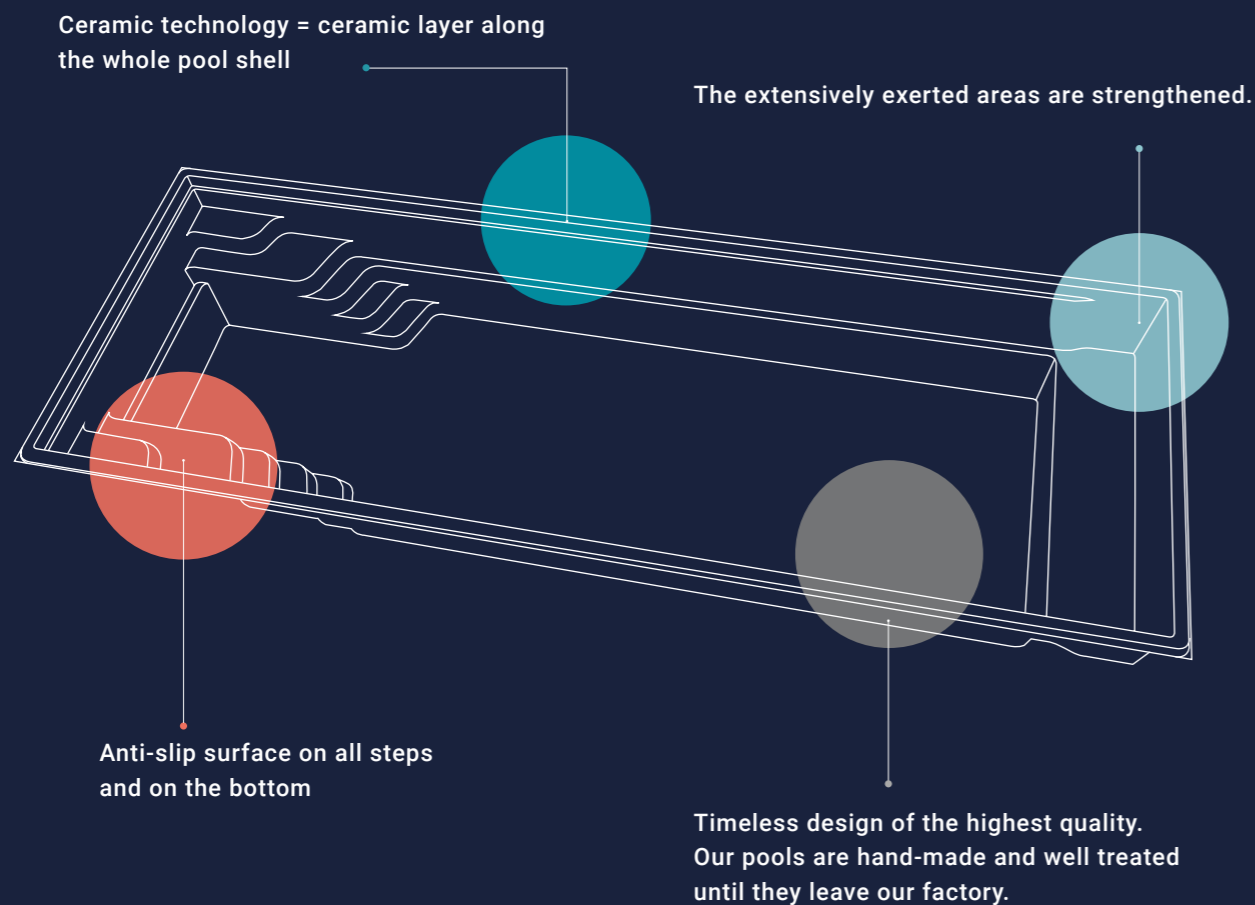 Ceramic technology = ceramic layer along
the whole pool shell
The extensively exerted areas are strengthened.
Anti-slip surface on all steps
and on the bottom
Timeless design of the highest quality.
Our pools are hand-made and well treated
until they leave our factory.